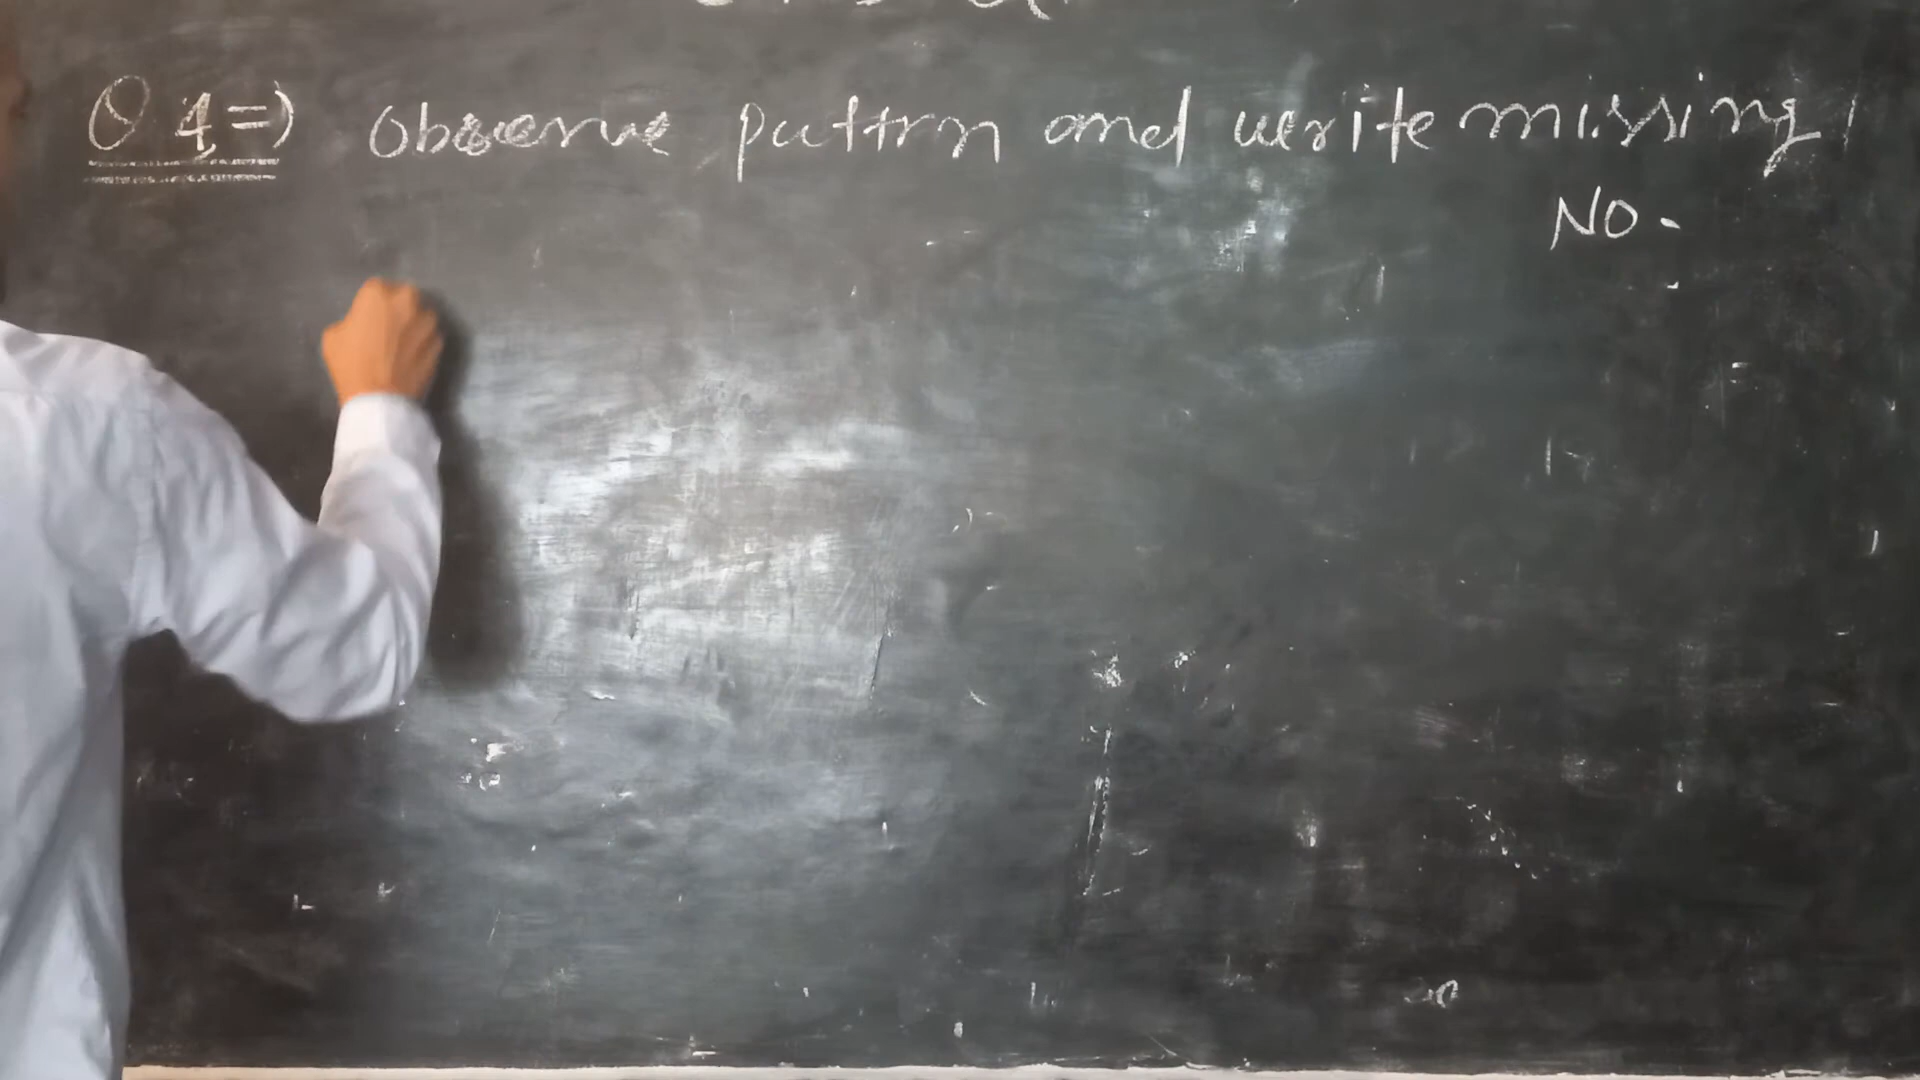 Q 4 => Observe pattrn and write missing
No.